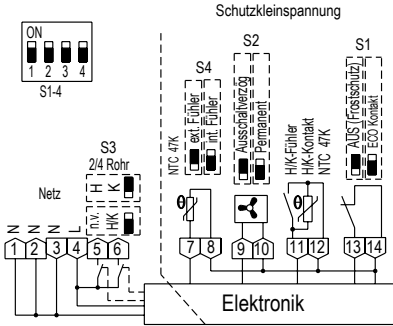 Schutzkleinspannung
ON
1 2 3 4
S1-4
S4
S2
S1
NTC 47K
ext. Fühler
int. Fühler
Ausschaltverzög
Permanent
H/K-Fühler
H/K-Kontakt
NTC 47K
AUS (Frostschutz)
ECO Kontakt
S3
2/4 Rohr
H K
n.v. H/K
Netz
N N N L
θ
θ
1 2 3 4 5 6
7 8 9 10 11 12 13 14
Elektronik